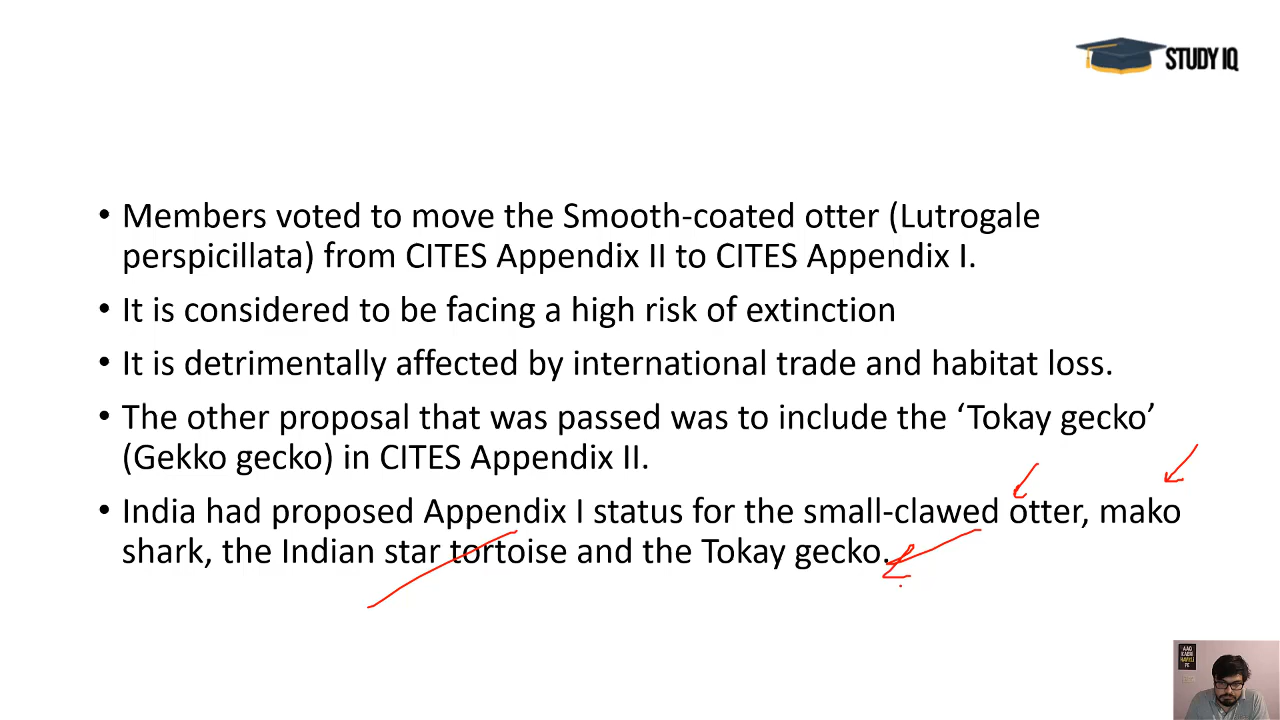 STUDY IQ
• Members voted to move the Smooth-coated otter (Lutrogale
perspicillata) from CITES Appendix II to CITES Appendix I.
• It is considered to be facing a high risk of extinction
• It is detrimentally affected by international trade and habitat loss.
• The other proposal that was passed was to include the ‘Tokay gecko’
(Gekko gecko) in CITES Appendix II.
• India had proposed Appendix I status for the small-clawed otter, mako
shark, the Indian star tortoise and the Tokay gecko.